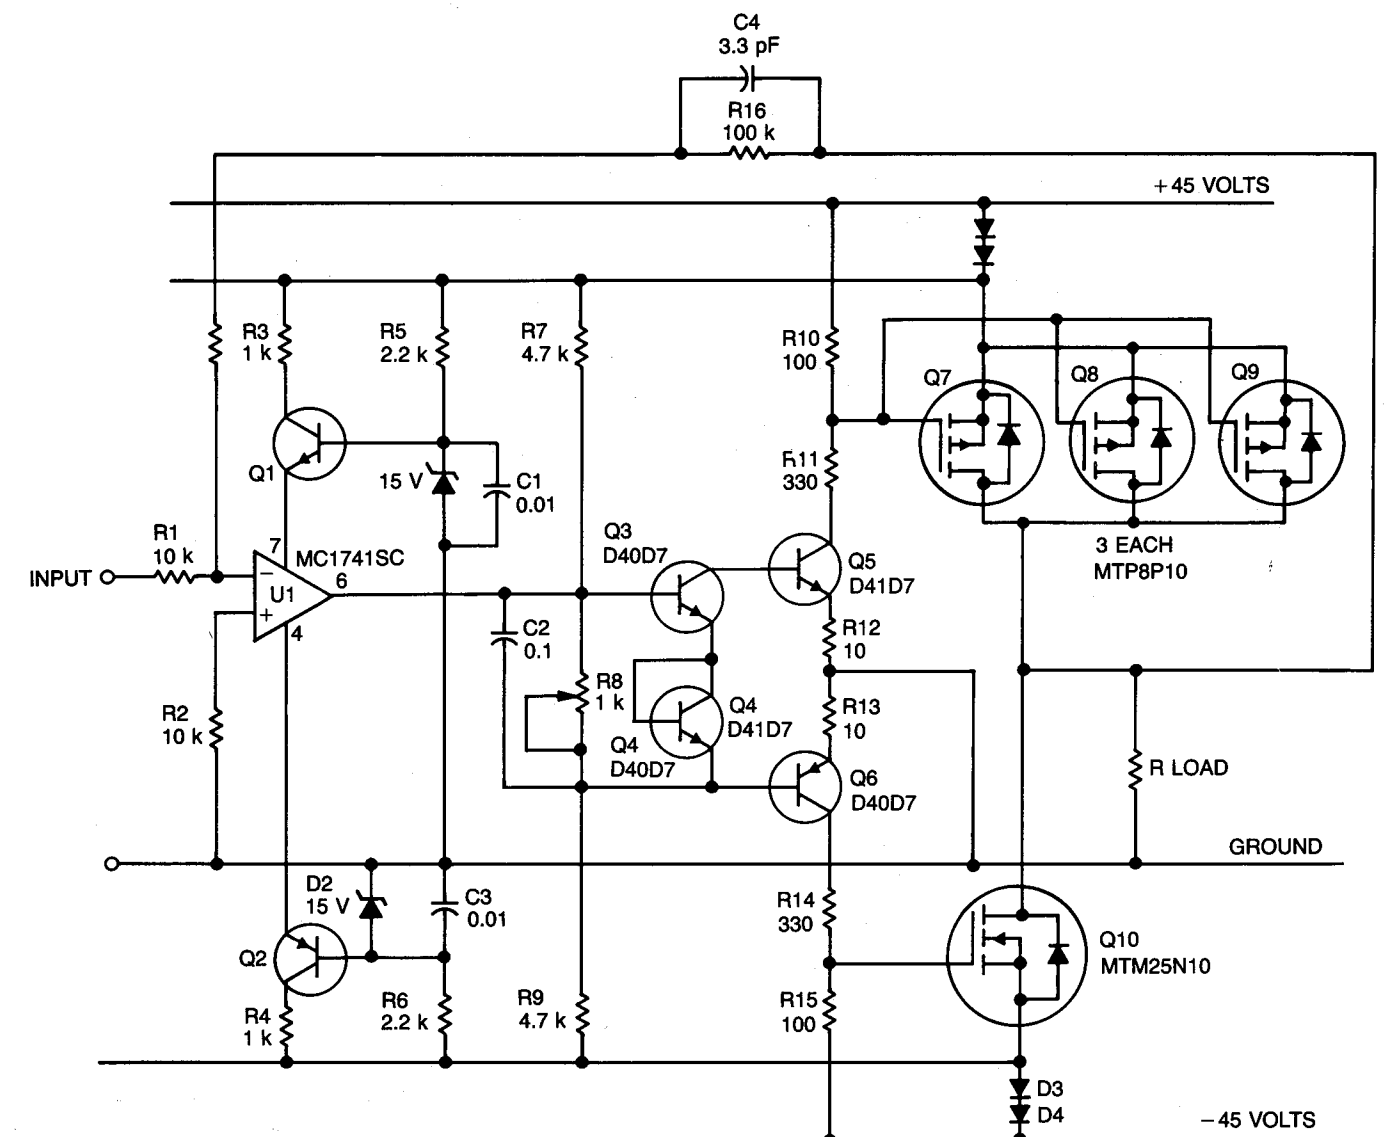 C4
3.3 pF
R16
100 k
+45 VOLTS
R3
1 k
R5
2.2 k
R7
4.7 k
R10
100
Q7
Q8
Q9
Q1
15 V
C1
0.01
R11
330
R1
10 k
INPUT
7
MC1741SC
−
U1
6
+
4
Q3
D40D7
Q5
D41D7
3 EACH
MTP8P10
C2
0.1
R12
10
R8
1 k
R2
10 k
Q4
D41D7
R13
10
Q4
D40D7
Q6
D40D7
R LOAD
GROUND
D2
15 V
C3
0.01
R14
330
Q2
Q10
MTM25N10
R4
1 k
R6
2.2 k
R9
4.7 k
R15
100
D3
D4
−45 VOLTS